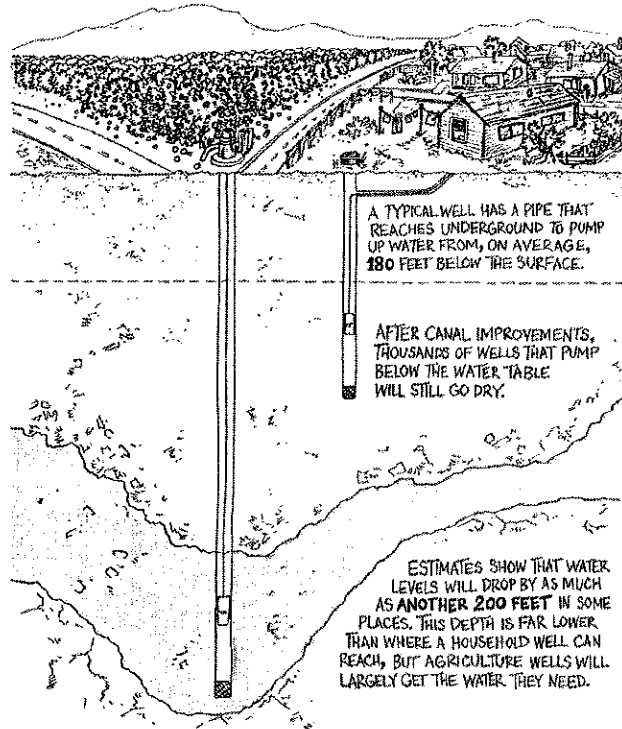 A TYPICAL WELL HAS A PIPE THAT
REACHES UNDERGROUND TO PUMP
UP WATER FROM, ON AVERAGE,
180 FEET BELOW THE SURFACE.
AFTER CANAL IMPROVEMENTS,
THOUSANDS OF WELLS THAT PUMP
BELOW THE WATER TABLE
WILL STILL GO DRY.
ESTIMATES SHOW THAT WATER
LEVELS WILL DROP BY AS MUCH
AS ANOTHER 200 FEET IN SOME
PLACES. THIS DEPTH IS FAR LOWER
THAN WHERE A HOUSEHOLD WELL CAN
REACH, BUT AGRICULTURE WELLS WILL
LARGELY GET THE WATER THEY NEED.